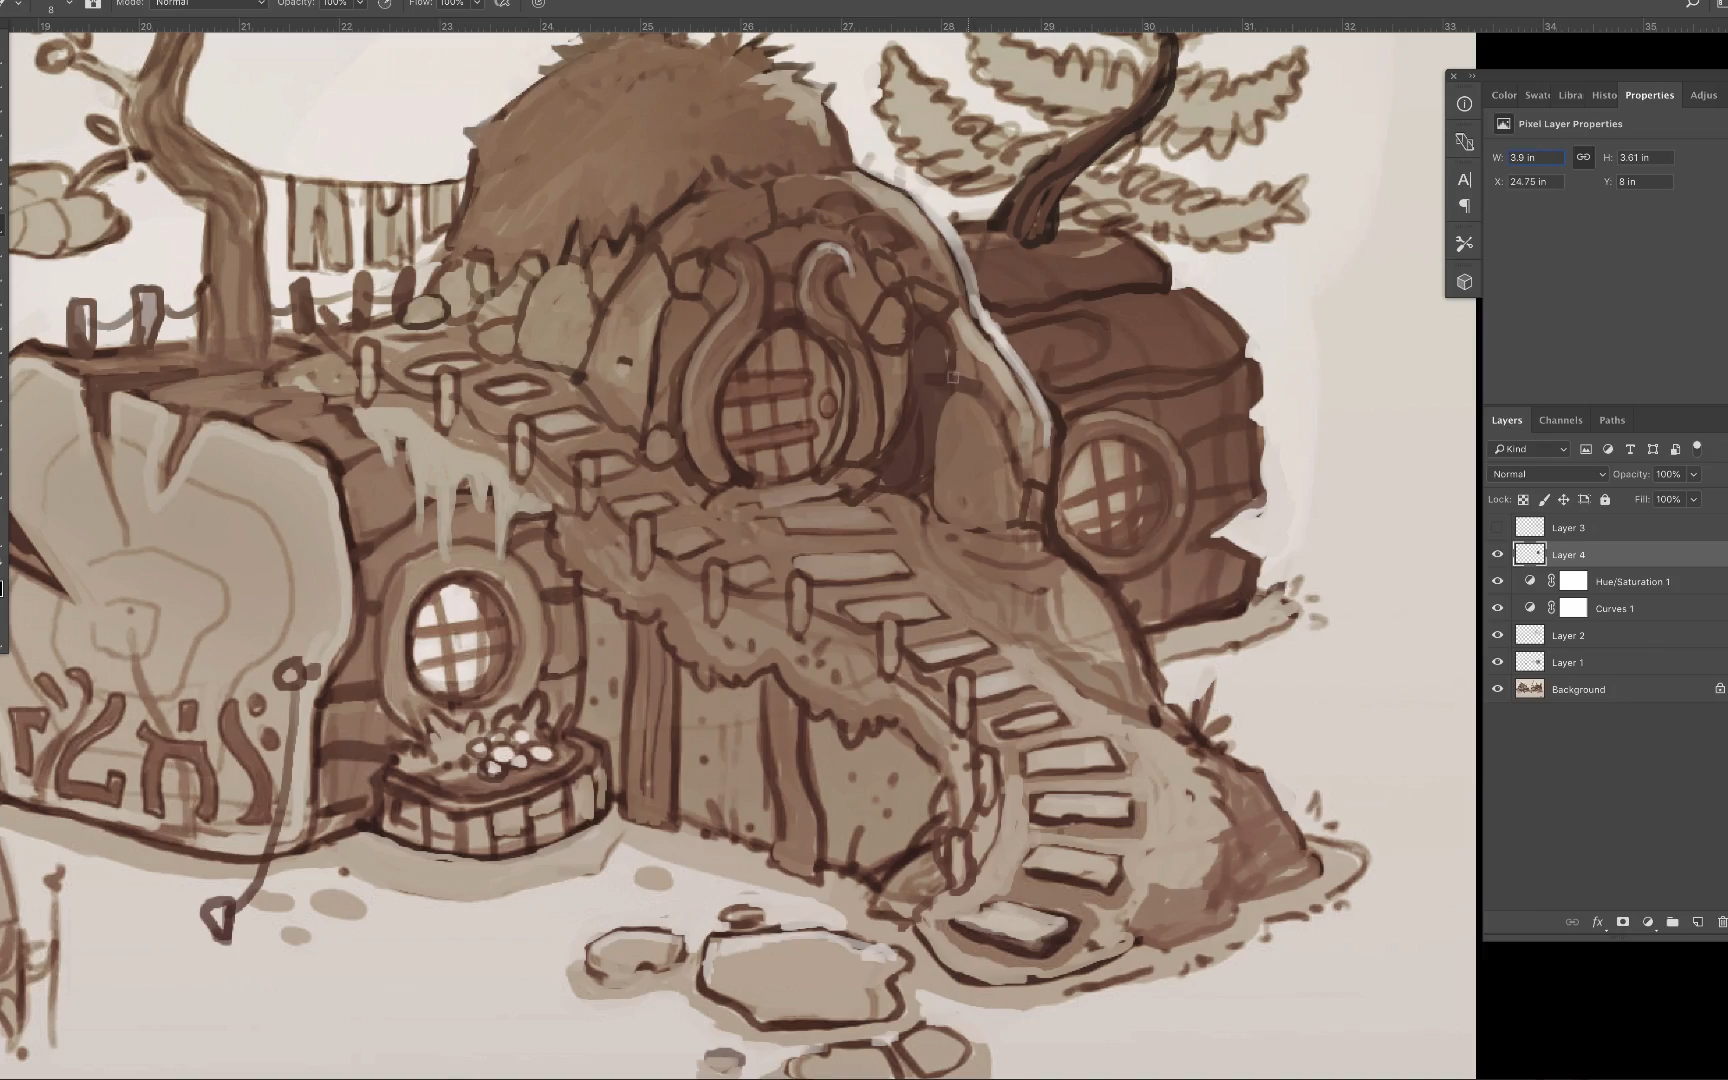 8 Mode: Normal Opacity: 100% Flow: 100%
19 20 21 22 23 24 25 26 27 28 29 30 31 32 33 34 35
Color Swatc Libra Histo Properties Adjus
Pixel Layer Properties
W: 3.9 in H: 3.61 in
X: 24.75 in Y: 8 in
Layers Channels Paths
Kind
Normal Opacity: 100%
Lock: Fill: 100%
Layer 3
Layer 4
Hue/Saturation 1
Curves 1
Layer 2
Layer 1
Background
fx